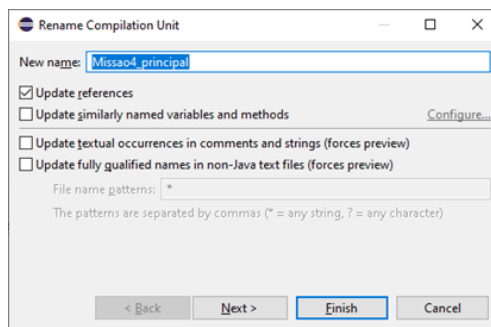 Rename Compilation Unit
New name: Missao4_principal
Update references
Update similarly named variables and methods Configure...
Update textual occurrences in comments and strings (forces preview)
Update fully qualified names in non-Java text files (forces preview)
File name patterns: *
The patterns are separated by commas (* = any string, ? = any character)
< Back Next > Finish Cancel